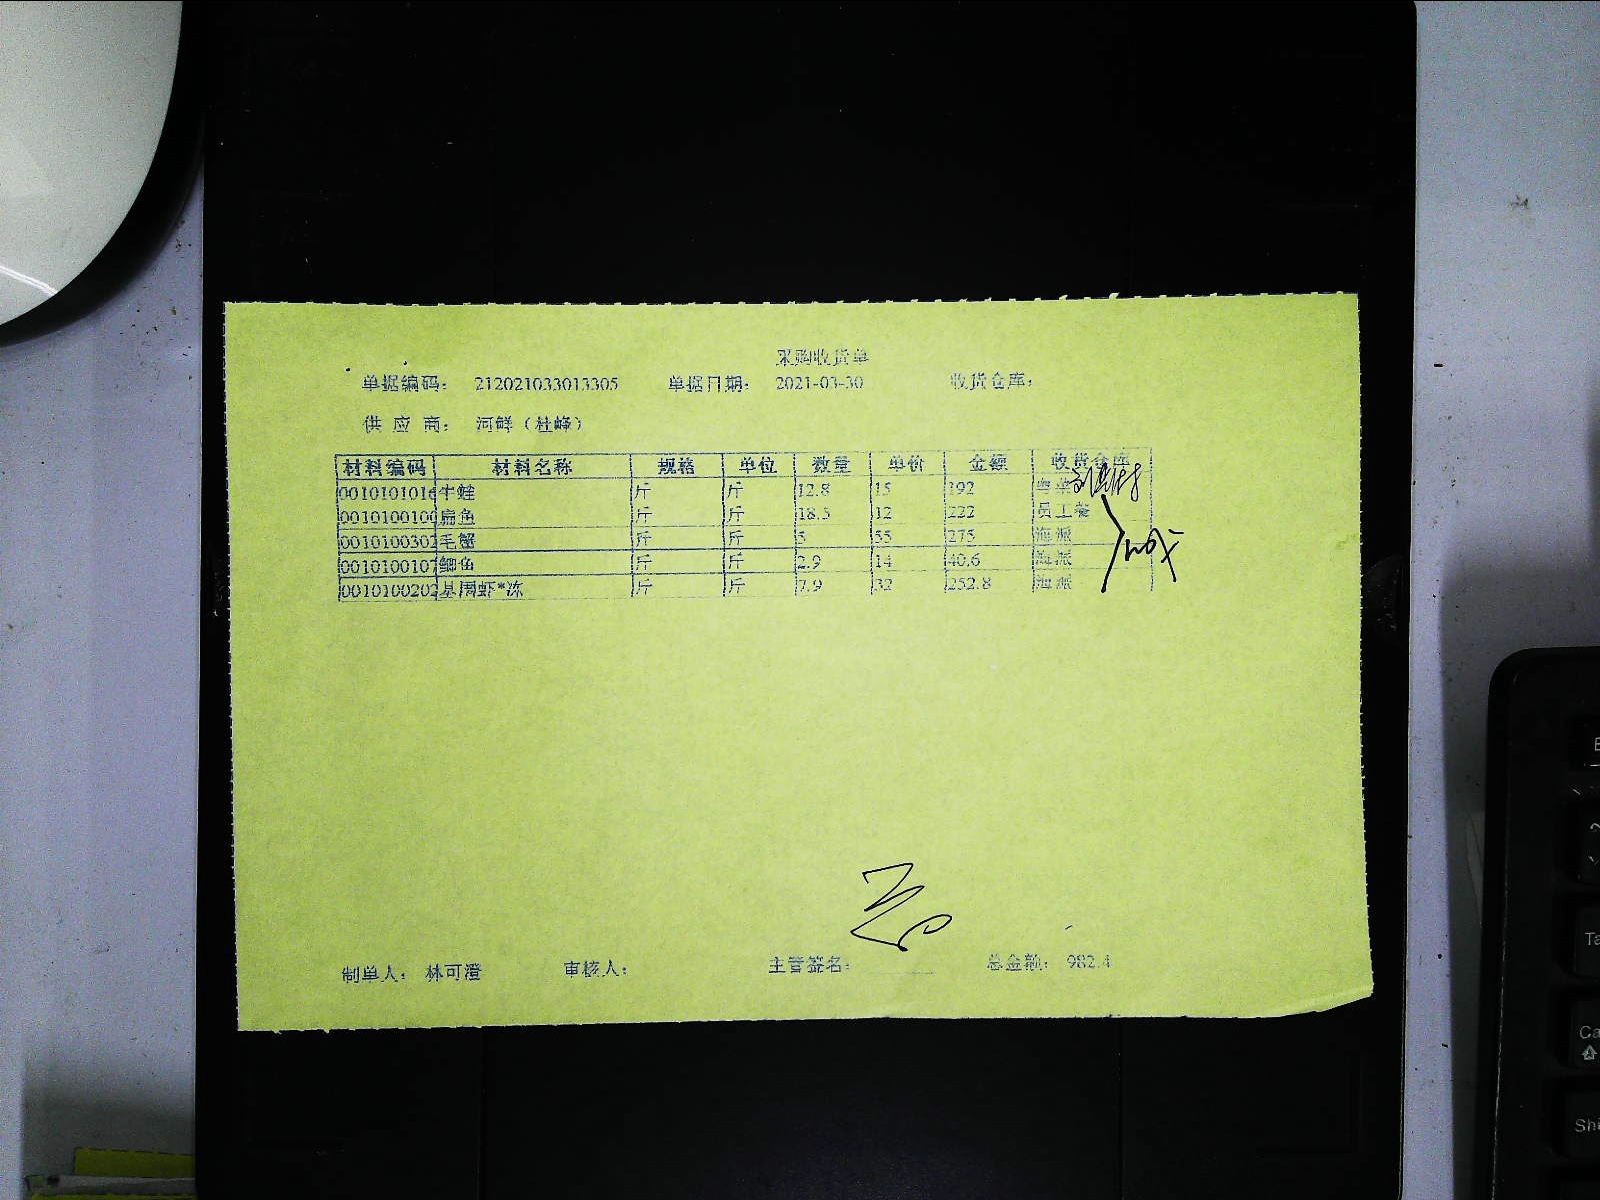 采购收货单
单据编码: 212021033013305 单据日期: 2021-03-30 收货仓库:
供应商: 河鲜（杜峰）
材料编码 材料名称 规格 单位 数量 单价 金额 收货仓库
0010101016 牛蛙 斤 斤 12.8 15 192 粤菜
0010100100 扁鱼 斤 斤 18.5 12 222 员工餐
0010100302 毛蟹 斤 斤 5 55 275 海派
0010100107 鲫鱼 斤 斤 2.9 14 40.6 海派
0010100202 基围虾*冻 斤 斤 7.9 32 252.8 海派
制单人: 林可澄 审核人: 主管签名: 总金额: 982.4
Ca